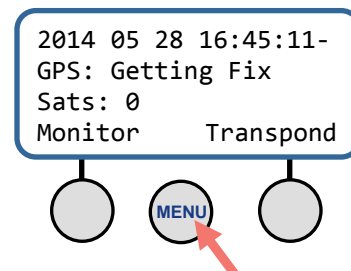 2014 05 28 16:45:11-
GPS: Getting Fix
Sats: 0
Monitor Transpond
MENU